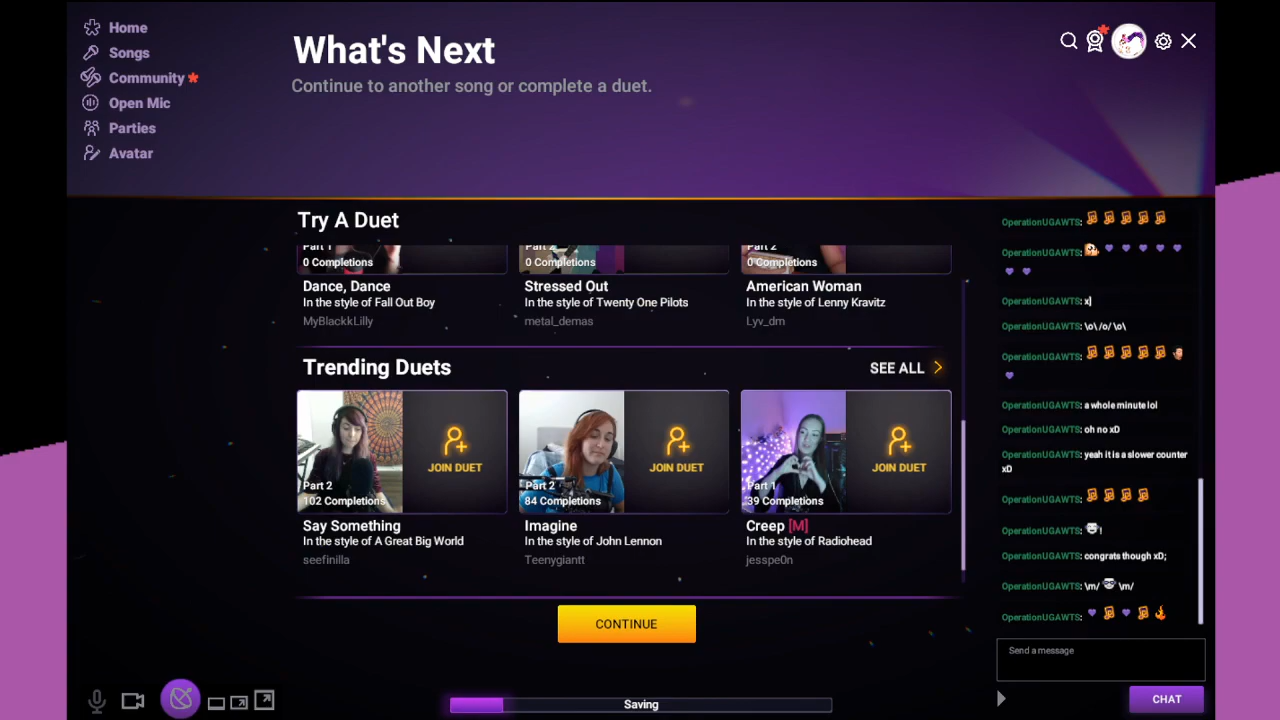 Home
Songs
Community *
Open Mic
Parties
Avatar
What's Next
Continue to another song or complete a duet.
Try A Duet
Part 1
0 Completions
Dance, Dance
In the style of Fall Out Boy
MyBlackkLilly
Part 2
0 Completions
Stressed Out
In the style of Twenty One Pilots
metal_demas
Part 2
0 Completions
American Woman
In the style of Lenny Kravitz
Lyv_dm
Trending Duets
SEE ALL
Part 2
102 Completions
JOIN DUET
Say Something
In the style of A Great Big World
seefinilla
Part 2
84 Completions
JOIN DUET
Imagine
In the style of John Lennon
Teenygiantt
Part 1
39 Completions
JOIN DUET
Creep [M]
In the style of Radiohead
jesspe0n
CONTINUE
Saving
OperationUGAWTS:
OperationUGAWTS:
OperationUGAWTS: x|
OperationUGAWTS: \o\ /o/ \o\
OperationUGAWTS:
OperationUGAWTS: a whole minute lol
OperationUGAWTS: oh no xD
OperationUGAWTS: yeah it is a slower counter
xD
OperationUGAWTS:
OperationUGAWTS: !
OperationUGAWTS: congrats though xD;
OperationUGAWTS: \m/ \m/
OperationUGAWTS:
Send a message
CHAT